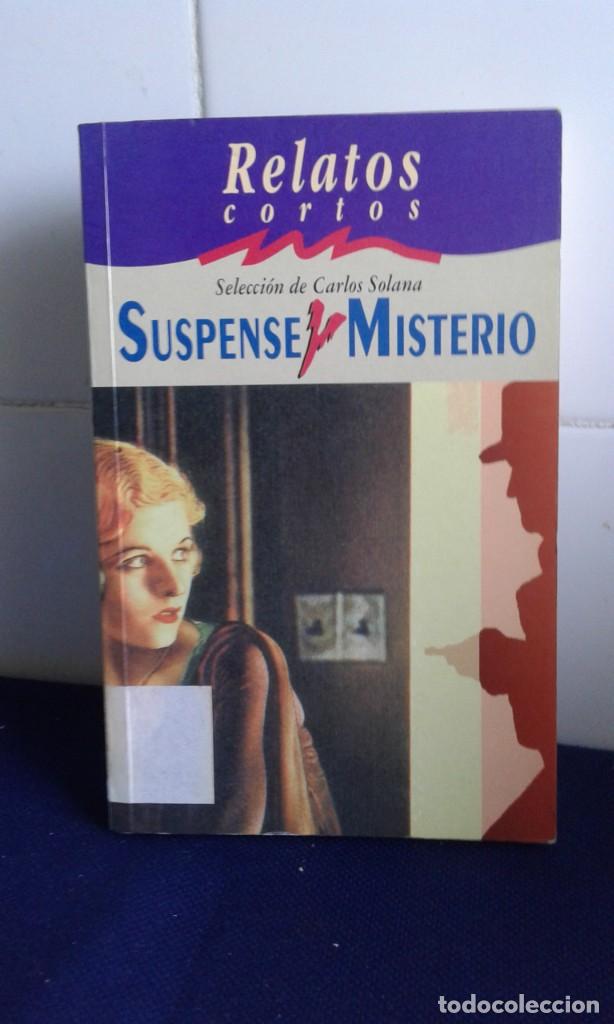 Relatos
cortos
Selección de Carlos Solana
SUSPENSE y MISTERIO
todocoleccion